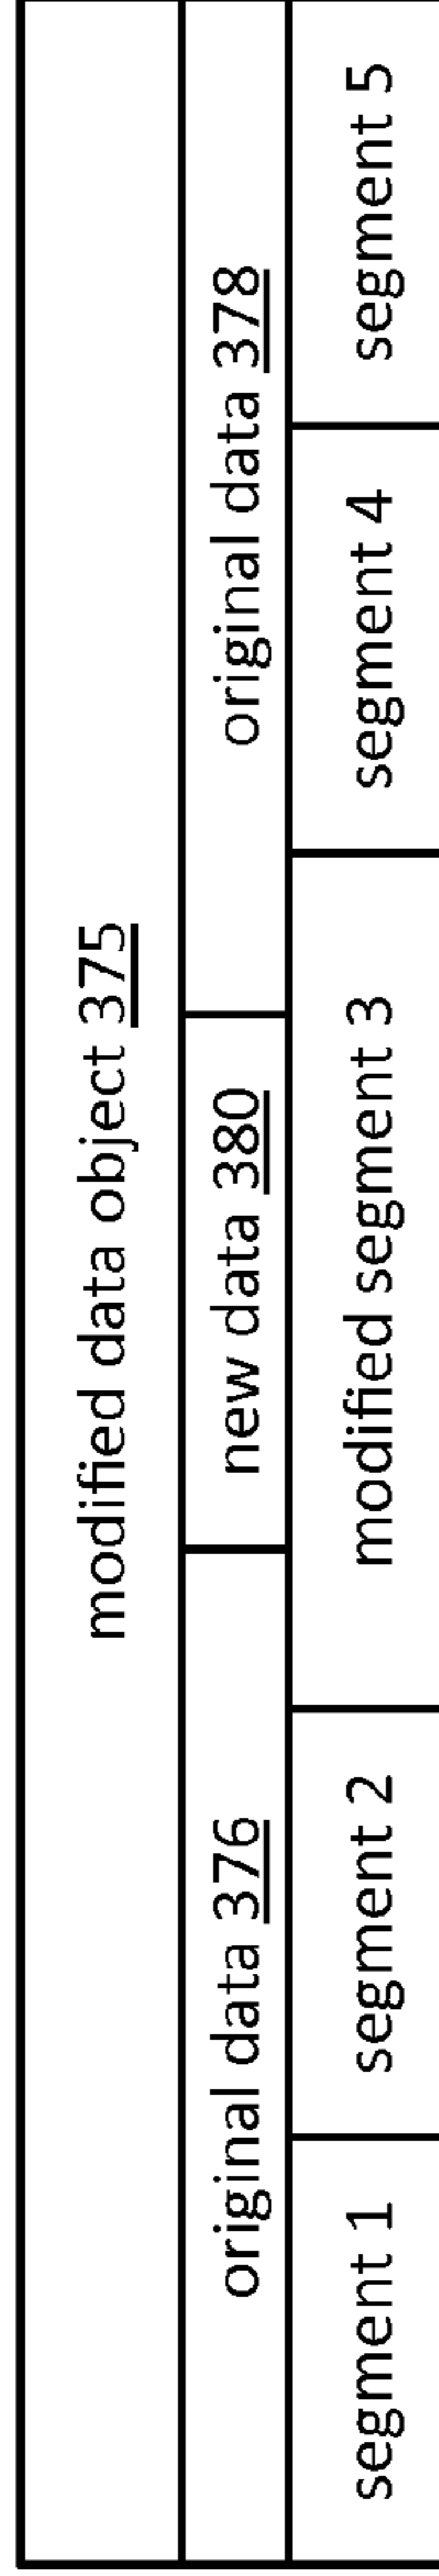 modified data object 375
original data 376
new data 380
original data 378
segment 1
segment 2
modified segment 3
segment 4
segment 5